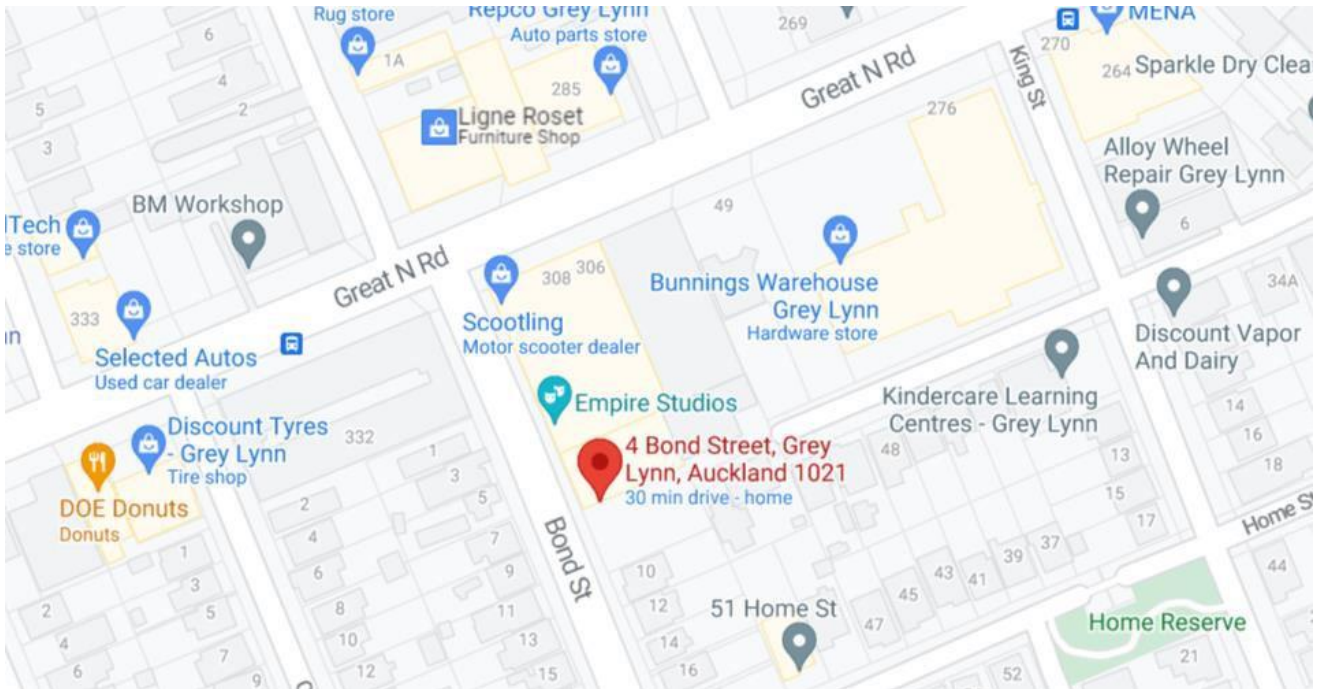 Rug store
Repco Grey Lynn
Auto parts store
6
4
2
5
3
1A
285
Ligne Roset
Furniture Shop
269
Great N Rd
King St
270
MENA
264
Sparkle Dry Clea
276
Alloy Wheel
Repair Grey Lynn
6
BM Workshop
lTech
e store
49
333
Selected Autos
Used car dealer
Great N Rd
308
306
Scootling
Motor scooter dealer
Bunnings Warehouse
Grey Lynn
Hardware store
34A
Discount Vapor
And Dairy
Empire Studios
Kindercare Learning
Centres - Grey Lynn
14
16
18
13
15
17
48
Discount Tyres
- Grey Lynn
Tire shop
332
1
3
5
7
9
11
13
15
4 Bond Street, Grey
Lynn, Auckland 1021
30 min drive - home
DOE Donuts
Donuts
1
3
5
7
9
2
4
6
2
4
6
8
10
12
Bond St
10
12
14
16
51 Home St
47
45
43
41
39
37
Home St
44
Home Reserve
21
52